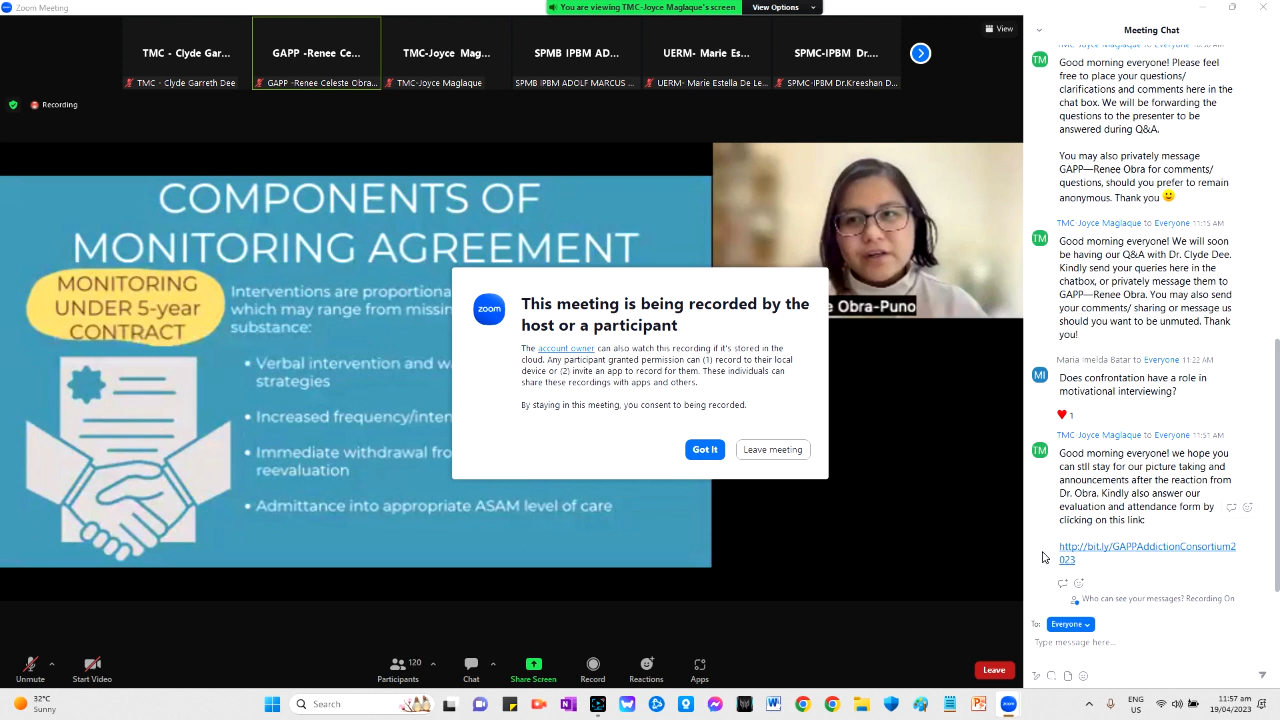 Zoom Meeting
You are viewing TMC-Joyce Maglaque's screen
View Options
TMC - Clyde Gar...
GAPP -Renee Ce...
TMC-Joyce Mag...
SPMB IPBM AD...
UERM- Marie Es...
SPMC-IPBM Dr....
View
TMC - Clyde Garreth Dee
GAPP -Renee Celeste Obra...
TMC-Joyce Maglaque
SPMB IPBM ADOLF MARCUS ...
UERM- Marie Estella De Le...
SPMC-IPBM Dr.Kreeshan D...
Recording
COMPONENTS OF
MONITORING AGREEMENT
MONITORING
UNDER 5-year
CONTRACT
Interventions are proportiona
which may range from missin
substance:
• Verbal intervention and wa
strategies
• Increased frequency/inten
• Immediate withdrawal fro
reevaluation
• Admittance into appropriate ASAM level of care
e Obra-Puno
zoom
This meeting is being recorded by the
host or a participant
The account owner can also watch this recording if it's stored in the
cloud. Any participant granted permission can (1) record to their local
device or (2) invite an app to record for them. These individuals can
share these recordings with apps and others.
By staying in this meeting, you consent to being recorded.
Got it
Leave meeting
Meeting Chat
TMC-Joyce Maglaque to Everyone 10:50 AM
TM
Good morning everyone! Please feel
free to place your questions/
clarifications and comments here in the
chat box. We will be forwarding the
questions to the presenter to be
answered during Q&A.
You may also privately message
GAPP—Renee Obra for comments/
questions, should you prefer to remain
anonymous. Thank you 🙂
TMC-Joyce Maglaque to Everyone 11:15 AM
TM
Good morning everyone! We will soon
be having our Q&A with Dr. Clyde Dee.
Kindly send your queries here in the
chatbox, or privately message them to
GAPP—Renee Obra. You may also send
your comments/ sharing or message us
should you want to be unmuted. Thank
you!
Maria Imelda Batar to Everyone 11:22 AM
MI
Does confrontation have a role in
motivational interviewing?
1
TMC-Joyce Maglaque to Everyone 11:51 AM
TM
Good morning everyone! we hope you
can stll stay for our picture taking and
announcements after the reaction from
Dr. Obra. Kindly also answer our
evaluation and attendance form by
clicking on this link:
http://bit.ly/GAPPAddictionConsortium2
023
Who can see your messages? Recording On
To: Everyone
Type message here...
Unmute
Start Video
120
Participants
Chat
Share Screen
Record
Reactions
Apps
Leave
32°C
Sunny
Search
zoom
ENG
US
11:57 am
19/04/2023